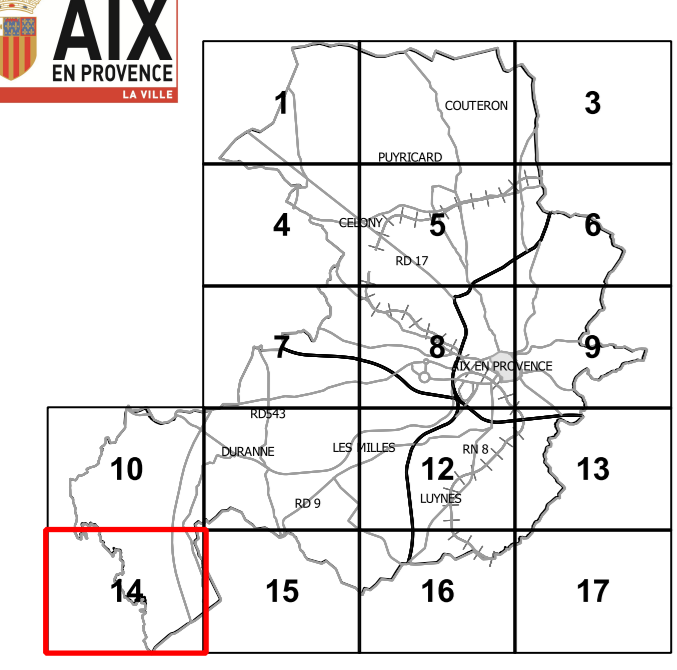 AIX
EN PROVENCE
LA VILLE
1
COUTERON
3
PUYRICARD
4
CELONY
5
6
RD 17
7
8
9
AIX EN PROVENCE
RD543
10
DURANNE
LES MILLES
12
RN 8
13
RD 9
LUYNES
14
15
16
17